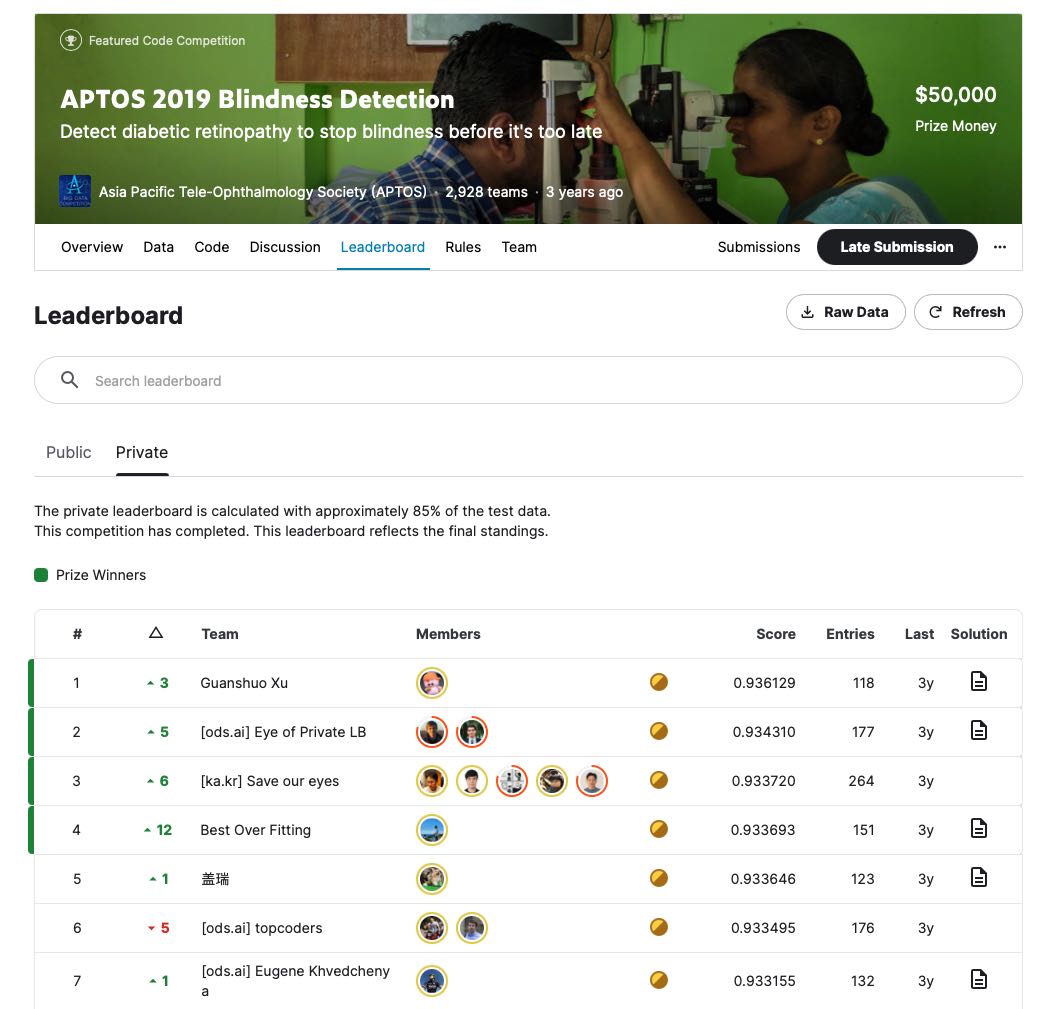 Featured Code Competition
APTOS 2019 Blindness Detection
Detect diabetic retinopathy to stop blindness before it's too late
$50,000
Prize Money
Asia Pacific Tele-Ophthalmology Society (APTOS) · 2,928 teams · 3 years ago
Overview Data Code Discussion Leaderboard Rules Team Submissions Late Submission ...
Leaderboard
Raw Data Refresh
Search leaderboard
Public Private
The private leaderboard is calculated with approximately 85% of the test data.
This competition has completed. This leaderboard reflects the final standings.
Prize Winners
# △ Team Members Score Entries Last Solution
1 3 Guanshuo Xu 0.936129 118 3y
2 5 [ods.ai] Eye of Private LB 0.934310 177 3y
3 6 [ka.kr] Save our eyes 0.933720 264 3y
4 12 Best Over Fitting 0.933693 151 3y
5 1 盖瑞 0.933646 123 3y
6 5 [ods.ai] topcoders 0.933495 176 3y
7 1 [ods.ai] Eugene Khvedcheny 0.933155 132 3y
a